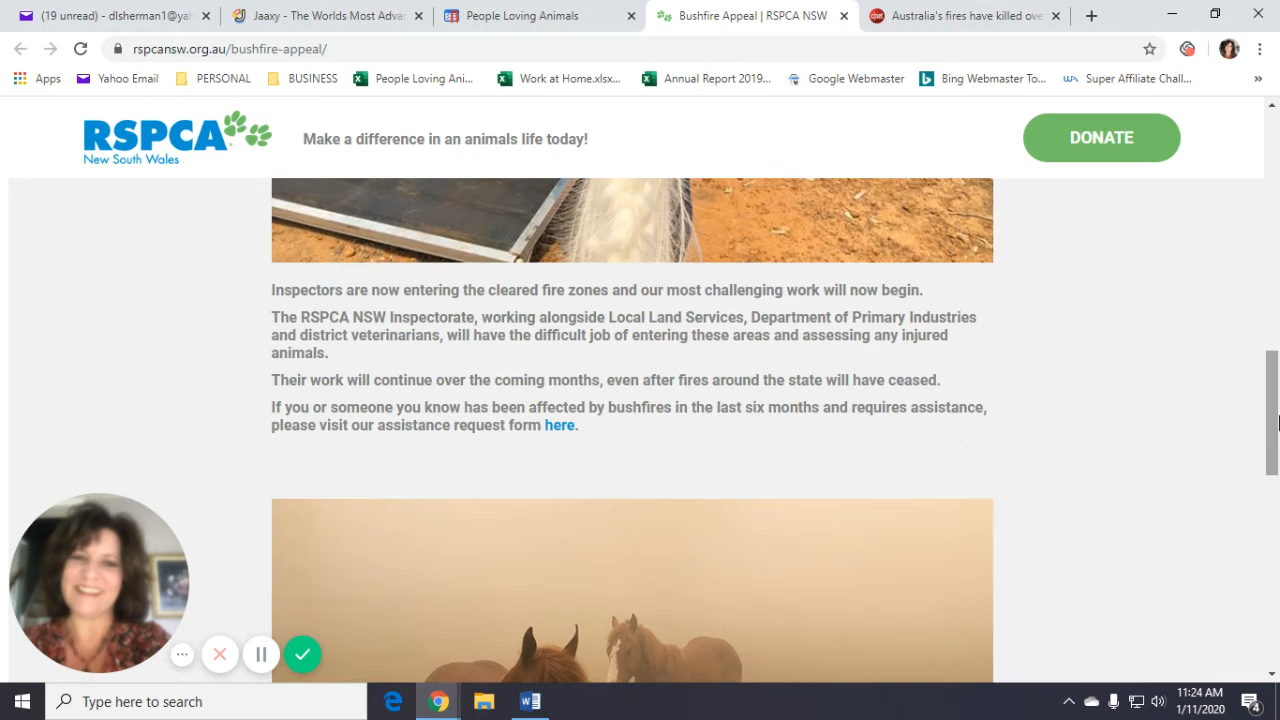 (19 unread) - dlsherman1@yal
Jaaxy - The Worlds Most Adva
People Loving Animals
Bushfire Appeal | RSPCA NSW
cnet
Australia's fires have killed ove
rspcansw.org.au/bushfire-appeal/
Apps
Yahoo Email
PERSONAL
BUSINESS
People Loving Ani...
Work at Home.xlsx...
Annual Report 2019...
Google Webmaster
Bing Webmaster To...
Super Affiliate Chall...
»
RSPCA
New South Wales
Make a difference in an animals life today!
DONATE
Inspectors are now entering the cleared fire zones and our most challenging work will now begin.
The RSPCA NSW Inspectorate, working alongside Local Land Services, Department of Primary Industries
and district veterinarians, will have the difficult job of entering these areas and assessing any injured
animals.
Their work will continue over the coming months, even after fires around the state will have ceased.
If you or someone you know has been affected by bushfires in the last six months and requires assistance,
please visit our assistance request form here.
Type here to search
11:24 AM
1/11/2020
4